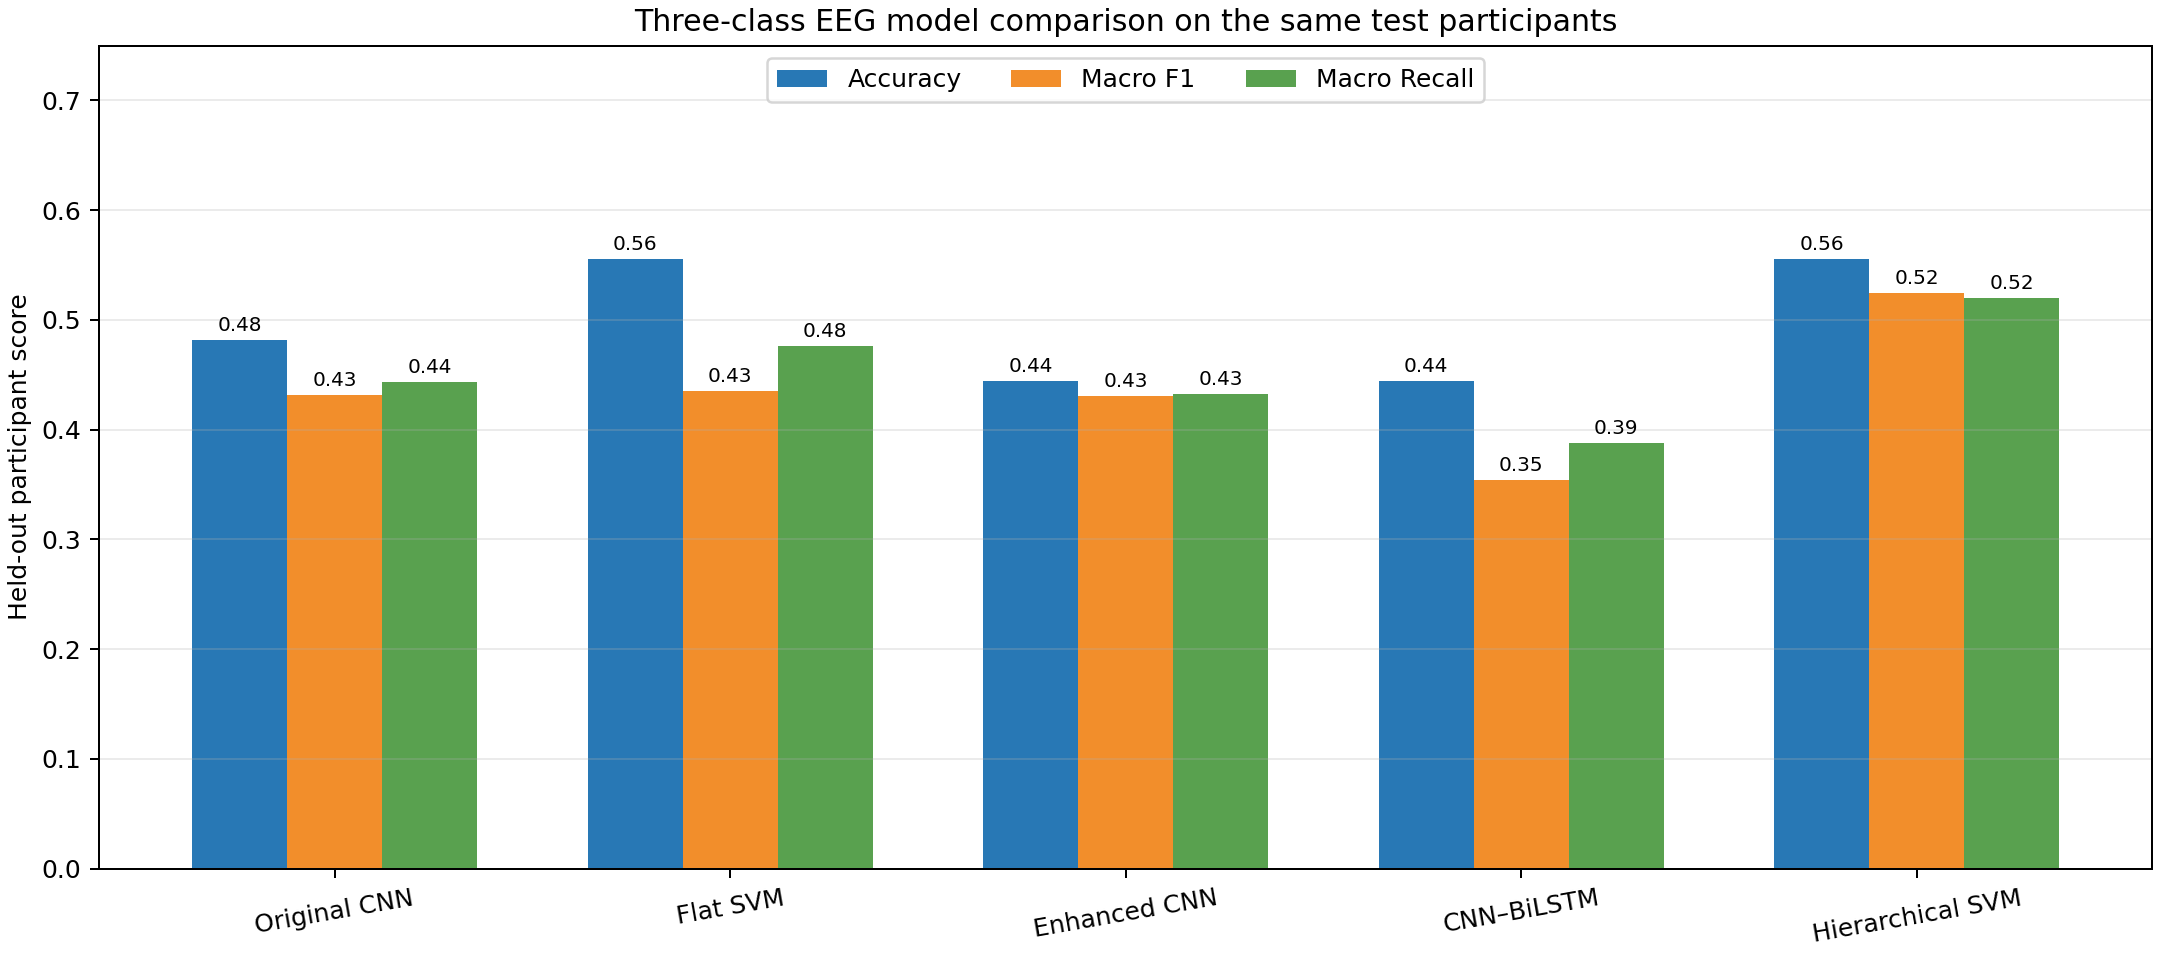 Three-class EEG model comparison on the same test participants
Accuracy
Macro F1
Macro Recall
Held-out participant score
0.7
0.6
0.5
0.4
0.3
0.2
0.1
0.0
0.48
0.43
0.44
0.56
0.43
0.48
0.44
0.43
0.43
0.44
0.35
0.39
0.56
0.52
0.52
Original CNN
Flat SVM
Enhanced CNN
CNN–BiLSTM
Hierarchical SVM